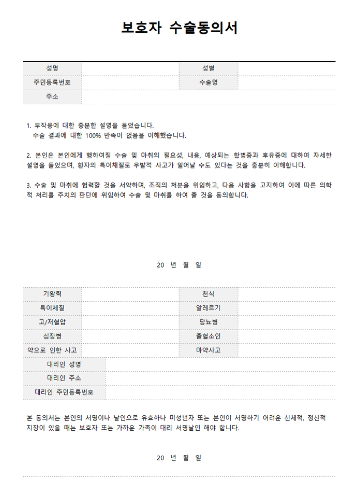 보호자 수술동의서
성명 성별
주민등록번호 수술명
주소
1. 부작용에 대한 충분한 설명을 들었습니다.
수술 결과에 대한 100% 만족이 없음을 이해했습니다.
2. 본인은 본인에게 행하여질 수술 및 마취의 필요성, 내용, 예상되는 합병증과 후유증에 대하여 자세한
설명을 들었으며, 환자의 특이체질로 우발적 사고가 일어날 수도 있다는 것을 충분히 이해합니다.
3. 수술 및 마취에 협력할 것을 서약하며, 조직의 처분을 위임하고, 다음 사항을 고지하여 이에 따른 의학
적 처리를 주치의 판단에 위임하여 수술 및 마취를 하여 줄 것을 동의합니다.
20 년 월 일
기왕력 천식
특이체질 알레르기
고/저혈압 당뇨병
심장병 출혈소인
약으로 인한 사고 마약사고
대리인 성명
대리인 주소
대리인 주민등록번호
본 동의서는 본인의 서명이나 날인으로 유효하나 미성년자 또는 본인이 서명하기 어려운 신체적, 정신적
지장이 있을 때는 보호자 또는 가까운 가족이 대리 서명날인 해야 합니다.
20 년 월 일